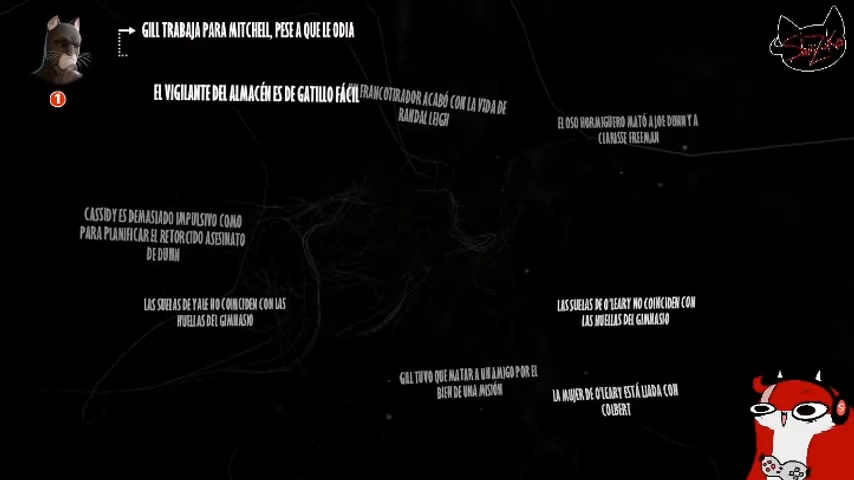 GILL TRABAJA PARA MITCHELL, PESE A QUE LE ODIA
EL VIGILANTE DEL ALMACÉN ES DE GATILLO FÁCIL
FRANCOTIRADOR ACABÓ CON LA VIDA DE
RANDAL LEIGH
EL OSO HORMIGUERO MATÓ A JOE DUNN Y A
CLARISSE FREEMAN
CASSIDY ES DEMASIADO IMPULSIVO COMO
PARA PLANIFICAR EL RETORCIDO ASESINATO
DE DUNN
LAS SUELAS DE YALE NO COINCIDEN CON LAS
HUELLAS DEL GIMNASIO
LAS SUELAS DE O'LEARY NO COINCIDEN CON
LAS HUELLAS DEL GIMNASIO
GILL TUVO QUE MATAR A UN AMIGO POR EL
BIEN DE UNA MISIÓN
LA MUJER DE O'LEARY ESTÁ LIADA CON
COLBERT
1